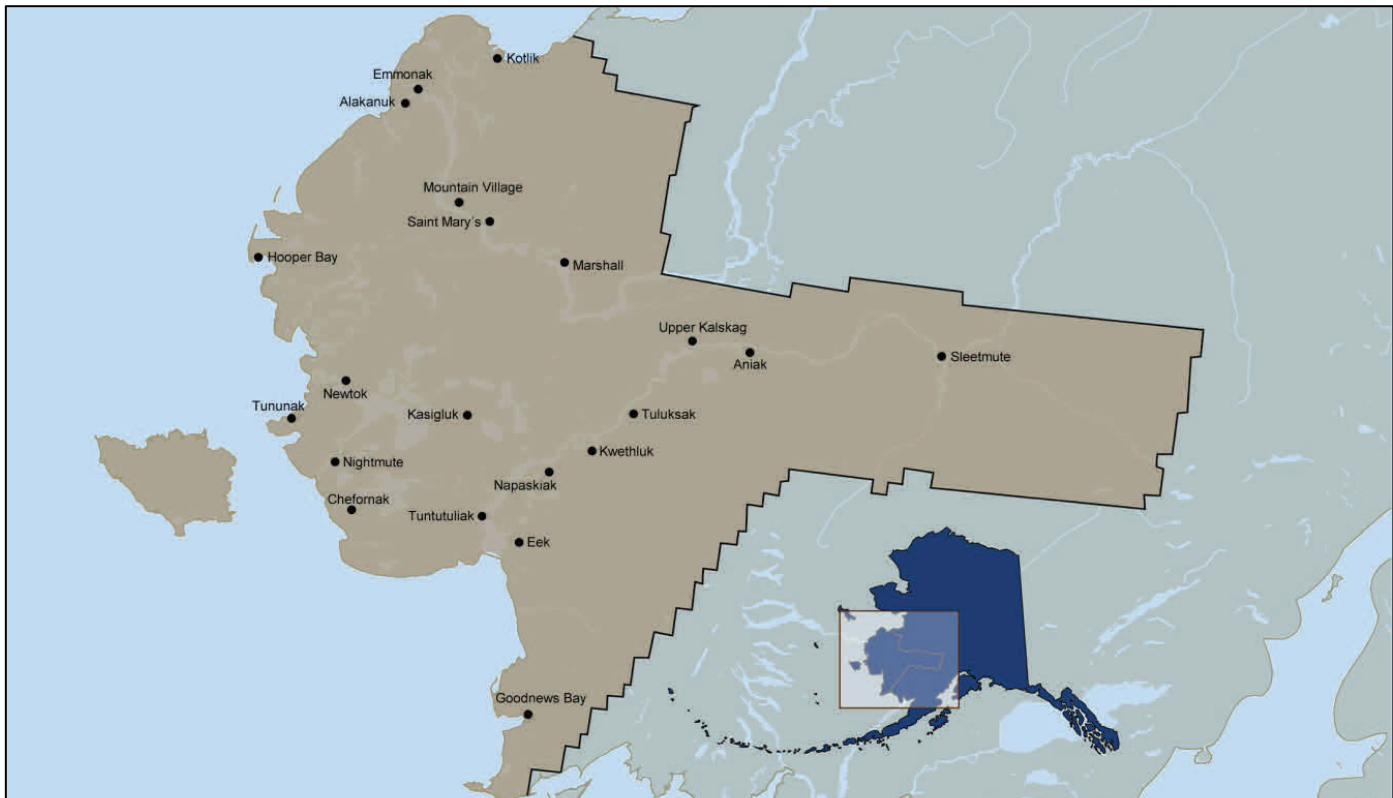 Kotlik
Emmonak
Alakanuk
Mountain Village
Saint Mary´s
Hooper Bay
Marshall
Upper Kalskag
Aniak
Sleetmute
Newtok
Tununak
Kasigluk
Tuluksak
Kwethluk
Nightmute
Napaskiak
Chefornak
Tuntutuliak
Eek
Goodnews Bay